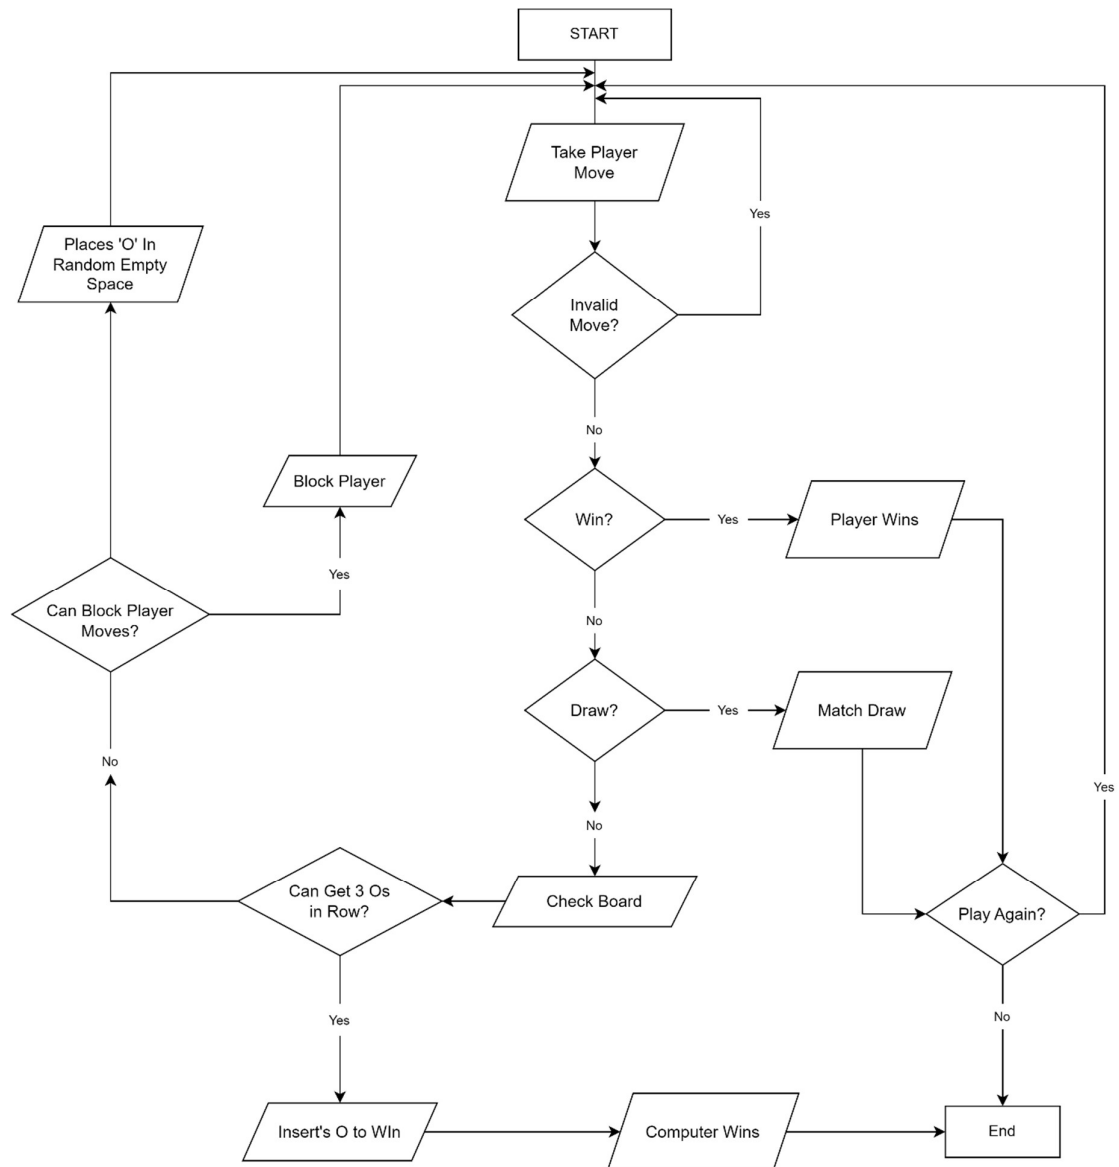 START
Take Player
Move
Yes
Places 'O' In
Random Empty
Space
Invalid
Move?
No
Block Player
Win?
Yes
Player Wins
Yes
Can Block Player
Moves?
No
Draw?
Yes
Match Draw
No
Yes
No
Can Get 3 Os
in Row?
Check Board
Play Again?
Yes
No
Insert's O to WIn
Computer Wins
End